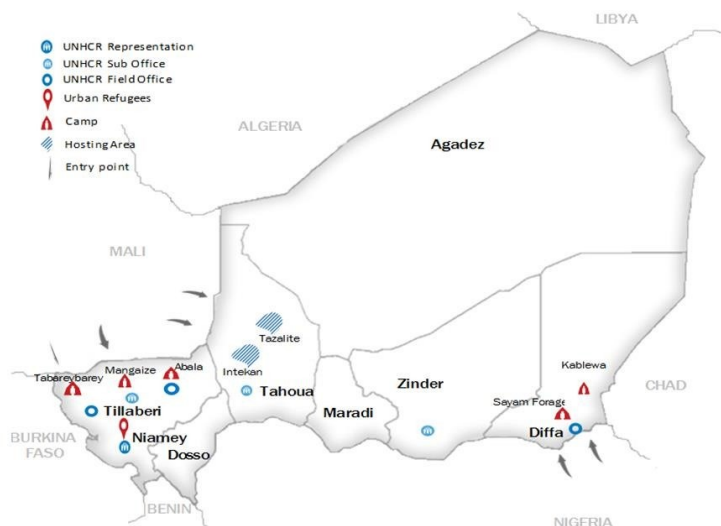 LIBYA
UNHCR Representation
UNHCR Sub Office
UNHCR Field Office
Urban Refugees
Camp
Hosting Area
Entry point
ALGERIA
Agadez
MALI
Tazalite
Intekan
Tabareybarey
Mangaize
Abala
Kablewa
Tahoua
Zinder
CHAD
Tillaberi
Maradi
Sayam Forage
Diffa
BURKINA
FASO
Niamey
Dosso
BENIN
NIGERIA